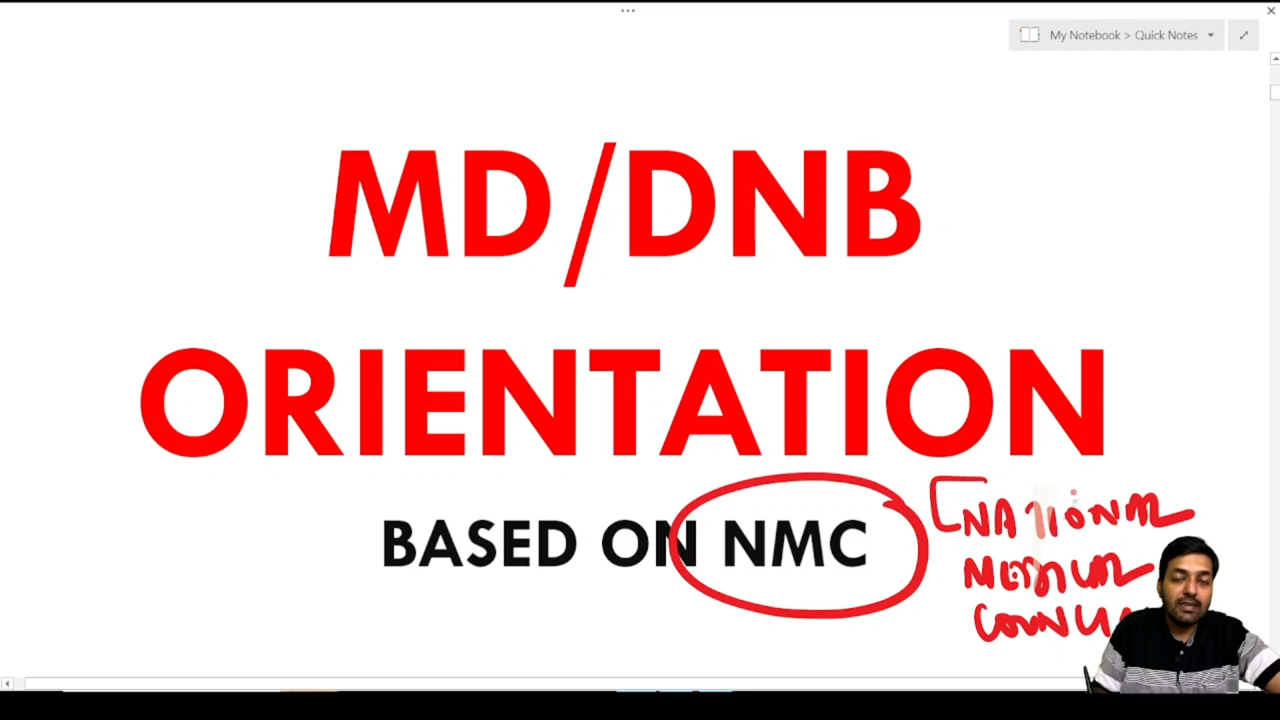 My Notebook > Quick Notes
MD/DNB
ORIENTATION
BASED ON NMC
NATIONAL
MEDICAL